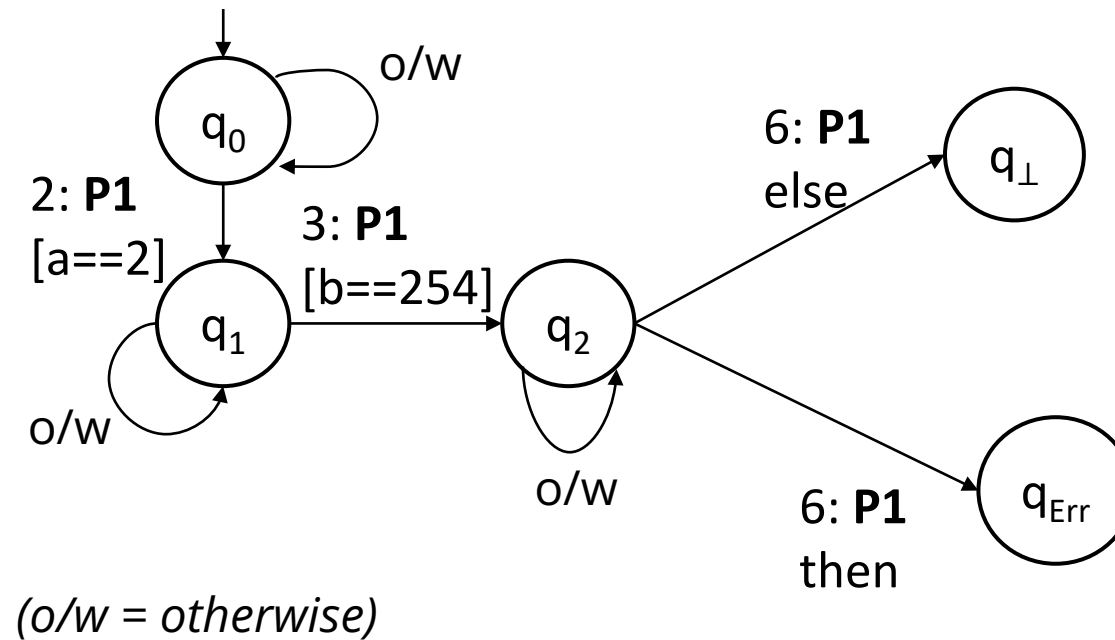 o/w
q₀
2: P1
[a==2]
3: P1
[b==254]
6: P1
else
q⊥
q₁
q₂
o/w
o/w
6: P1
then
qErr
(o/w = otherwise)